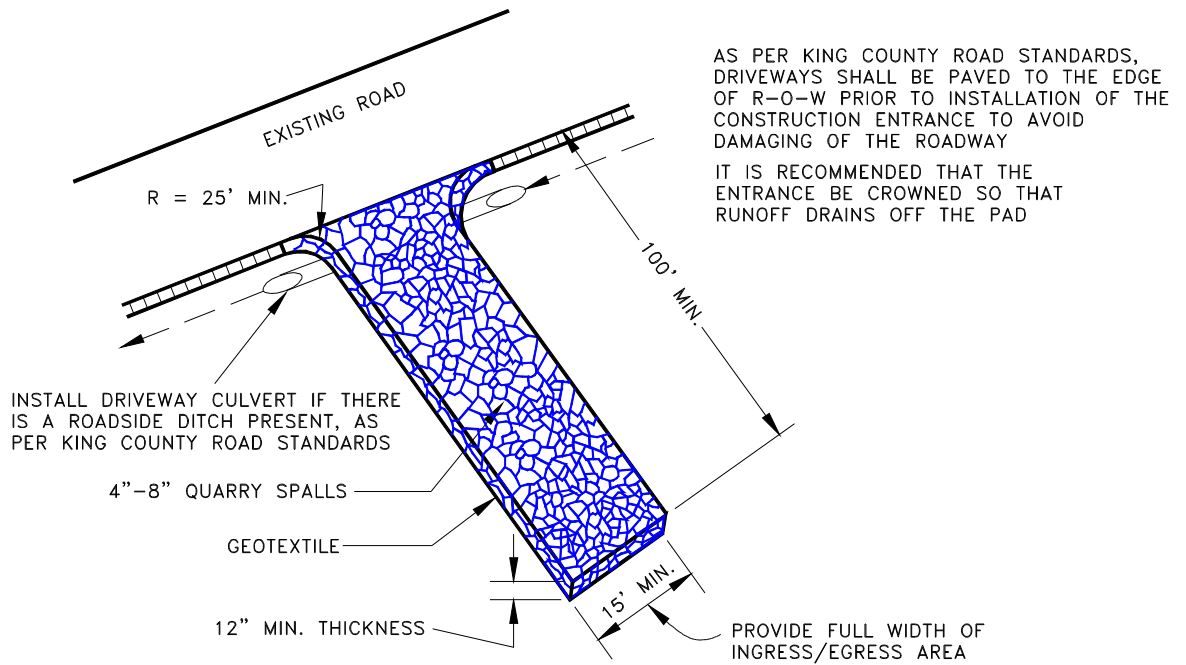 AS PER KING COUNTY ROAD STANDARDS,
DRIVEWAYS SHALL BE PAVED TO THE EDGE
OF R-O-W PRIOR TO INSTALLATION OF THE
CONSTRUCTION ENTRANCE TO AVOID
DAMAGING OF THE ROADWAY
IT IS RECOMMENDED THAT THE
ENTRANCE BE CROWNED SO THAT
RUNOFF DRAINS OFF THE PAD
EXISTING ROAD
R = 25' MIN.
100' MIN.
INSTALL DRIVEWAY CULVERT IF THERE
IS A ROADSIDE DITCH PRESENT, AS
PER KING COUNTY ROAD STANDARDS
4"-8" QUARRY SPALLS
GEOTEXTILE
15' MIN.
12" MIN. THICKNESS
PROVIDE FULL WIDTH OF
INGRESS/EGRESS AREA